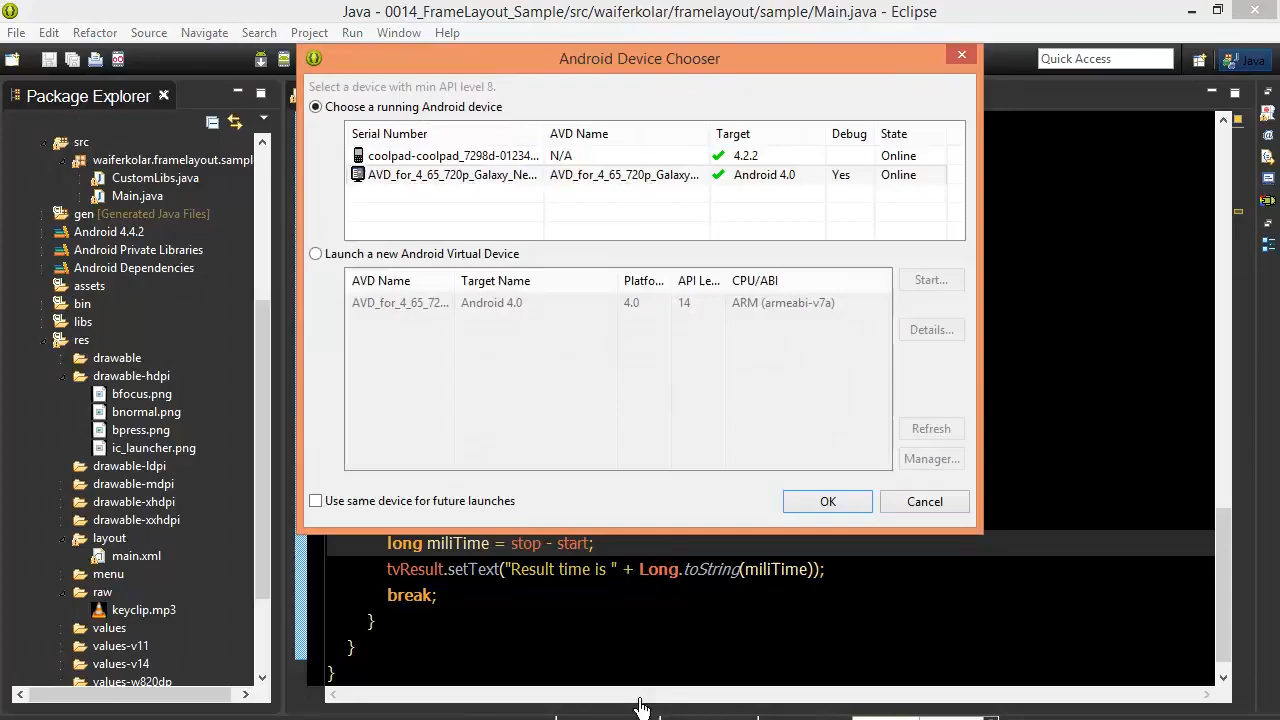 Java - 0014_FrameLayout_Sample/src/waiferkolar/framelayout/sample/Main.java - Eclipse
File Edit Refactor Source Navigate Search Project Run Window Help
Quick Access
Java
Package Explorer
src
waiferkolar.framelayout.sampl
CustomLibs.java
Main.java
gen [Generated Java Files]
Android 4.4.2
Android Private Libraries
Android Dependencies
assets
bin
libs
res
drawable
drawable-hdpi
bfocus.png
bnormal.png
bpress.png
ic_launcher.png
drawable-ldpi
drawable-mdpi
drawable-xhdpi
drawable-xxhdpi
layout
main.xml
menu
raw
keyclip.mp3
values
values-v11
values-v14
values-w820dp
Android Device Chooser
Select a device with min API level 8.
Choose a running Android device
Serial Number AVD Name Target Debug State
coolpad-coolpad_7298d-01234... N/A 4.2.2 Online
AVD_for_4_65_720p_Galaxy_Ne... AVD_for_4_65_720p_Galaxy... Android 4.0 Yes Online
Launch a new Android Virtual Device
AVD Name Target Name Platfo... API Le... CPU/ABI
AVD_for_4_65_72... Android 4.0 4.0 14 ARM (armeabi-v7a)
Start...
Details...
Refresh
Manager...
Use same device for future launches
OK Cancel
long miliTime = stop - start;
tvResult.setText("Result time is " + Long.toString(miliTime));
break;
}
}
}